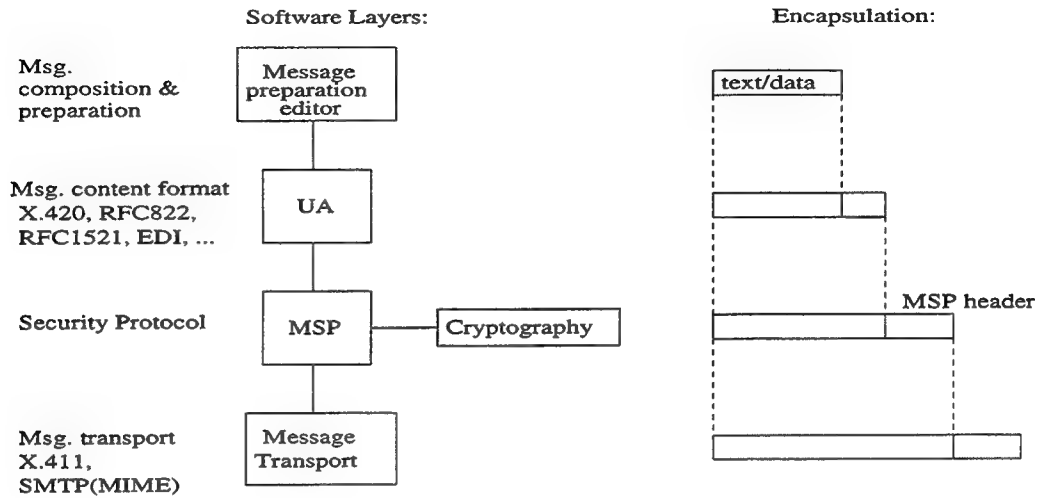 Software Layers:
Encapsulation:
Msg.
composition &
preparation
Message
preparation
editor
text/data
Msg. content format
X.420, RFC822,
RFC1521, EDI, ...
UA
Security Protocol
MSP
Cryptography
MSP header
Msg. transport
X.411,
SMTP(MIME)
Message
Transport